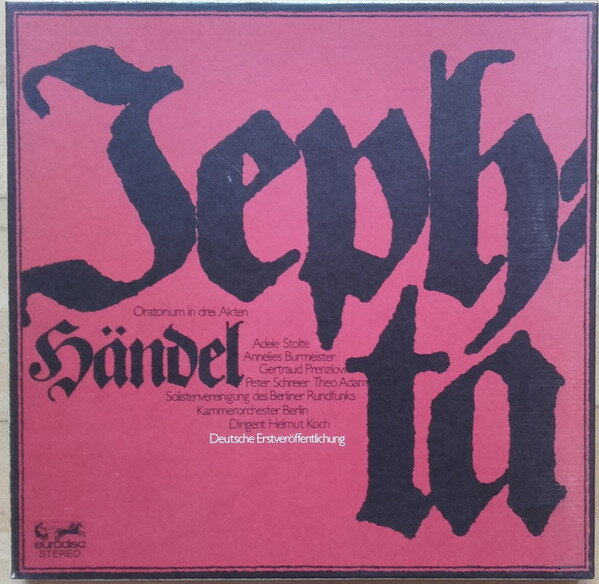 Jeph-
ta
Oratorium in drei Akten
Händel
Adele Stolte
Annelies Burmeister
Gertraud Prenzlow
Peter Schreier Theo Adam
Solistenvereinigung des Berliner Rundfunks
Kammerorchester Berlin
Dirigent Helmut Koch
Deutsche Erstveröffentlichung
eurodisc
STEREO